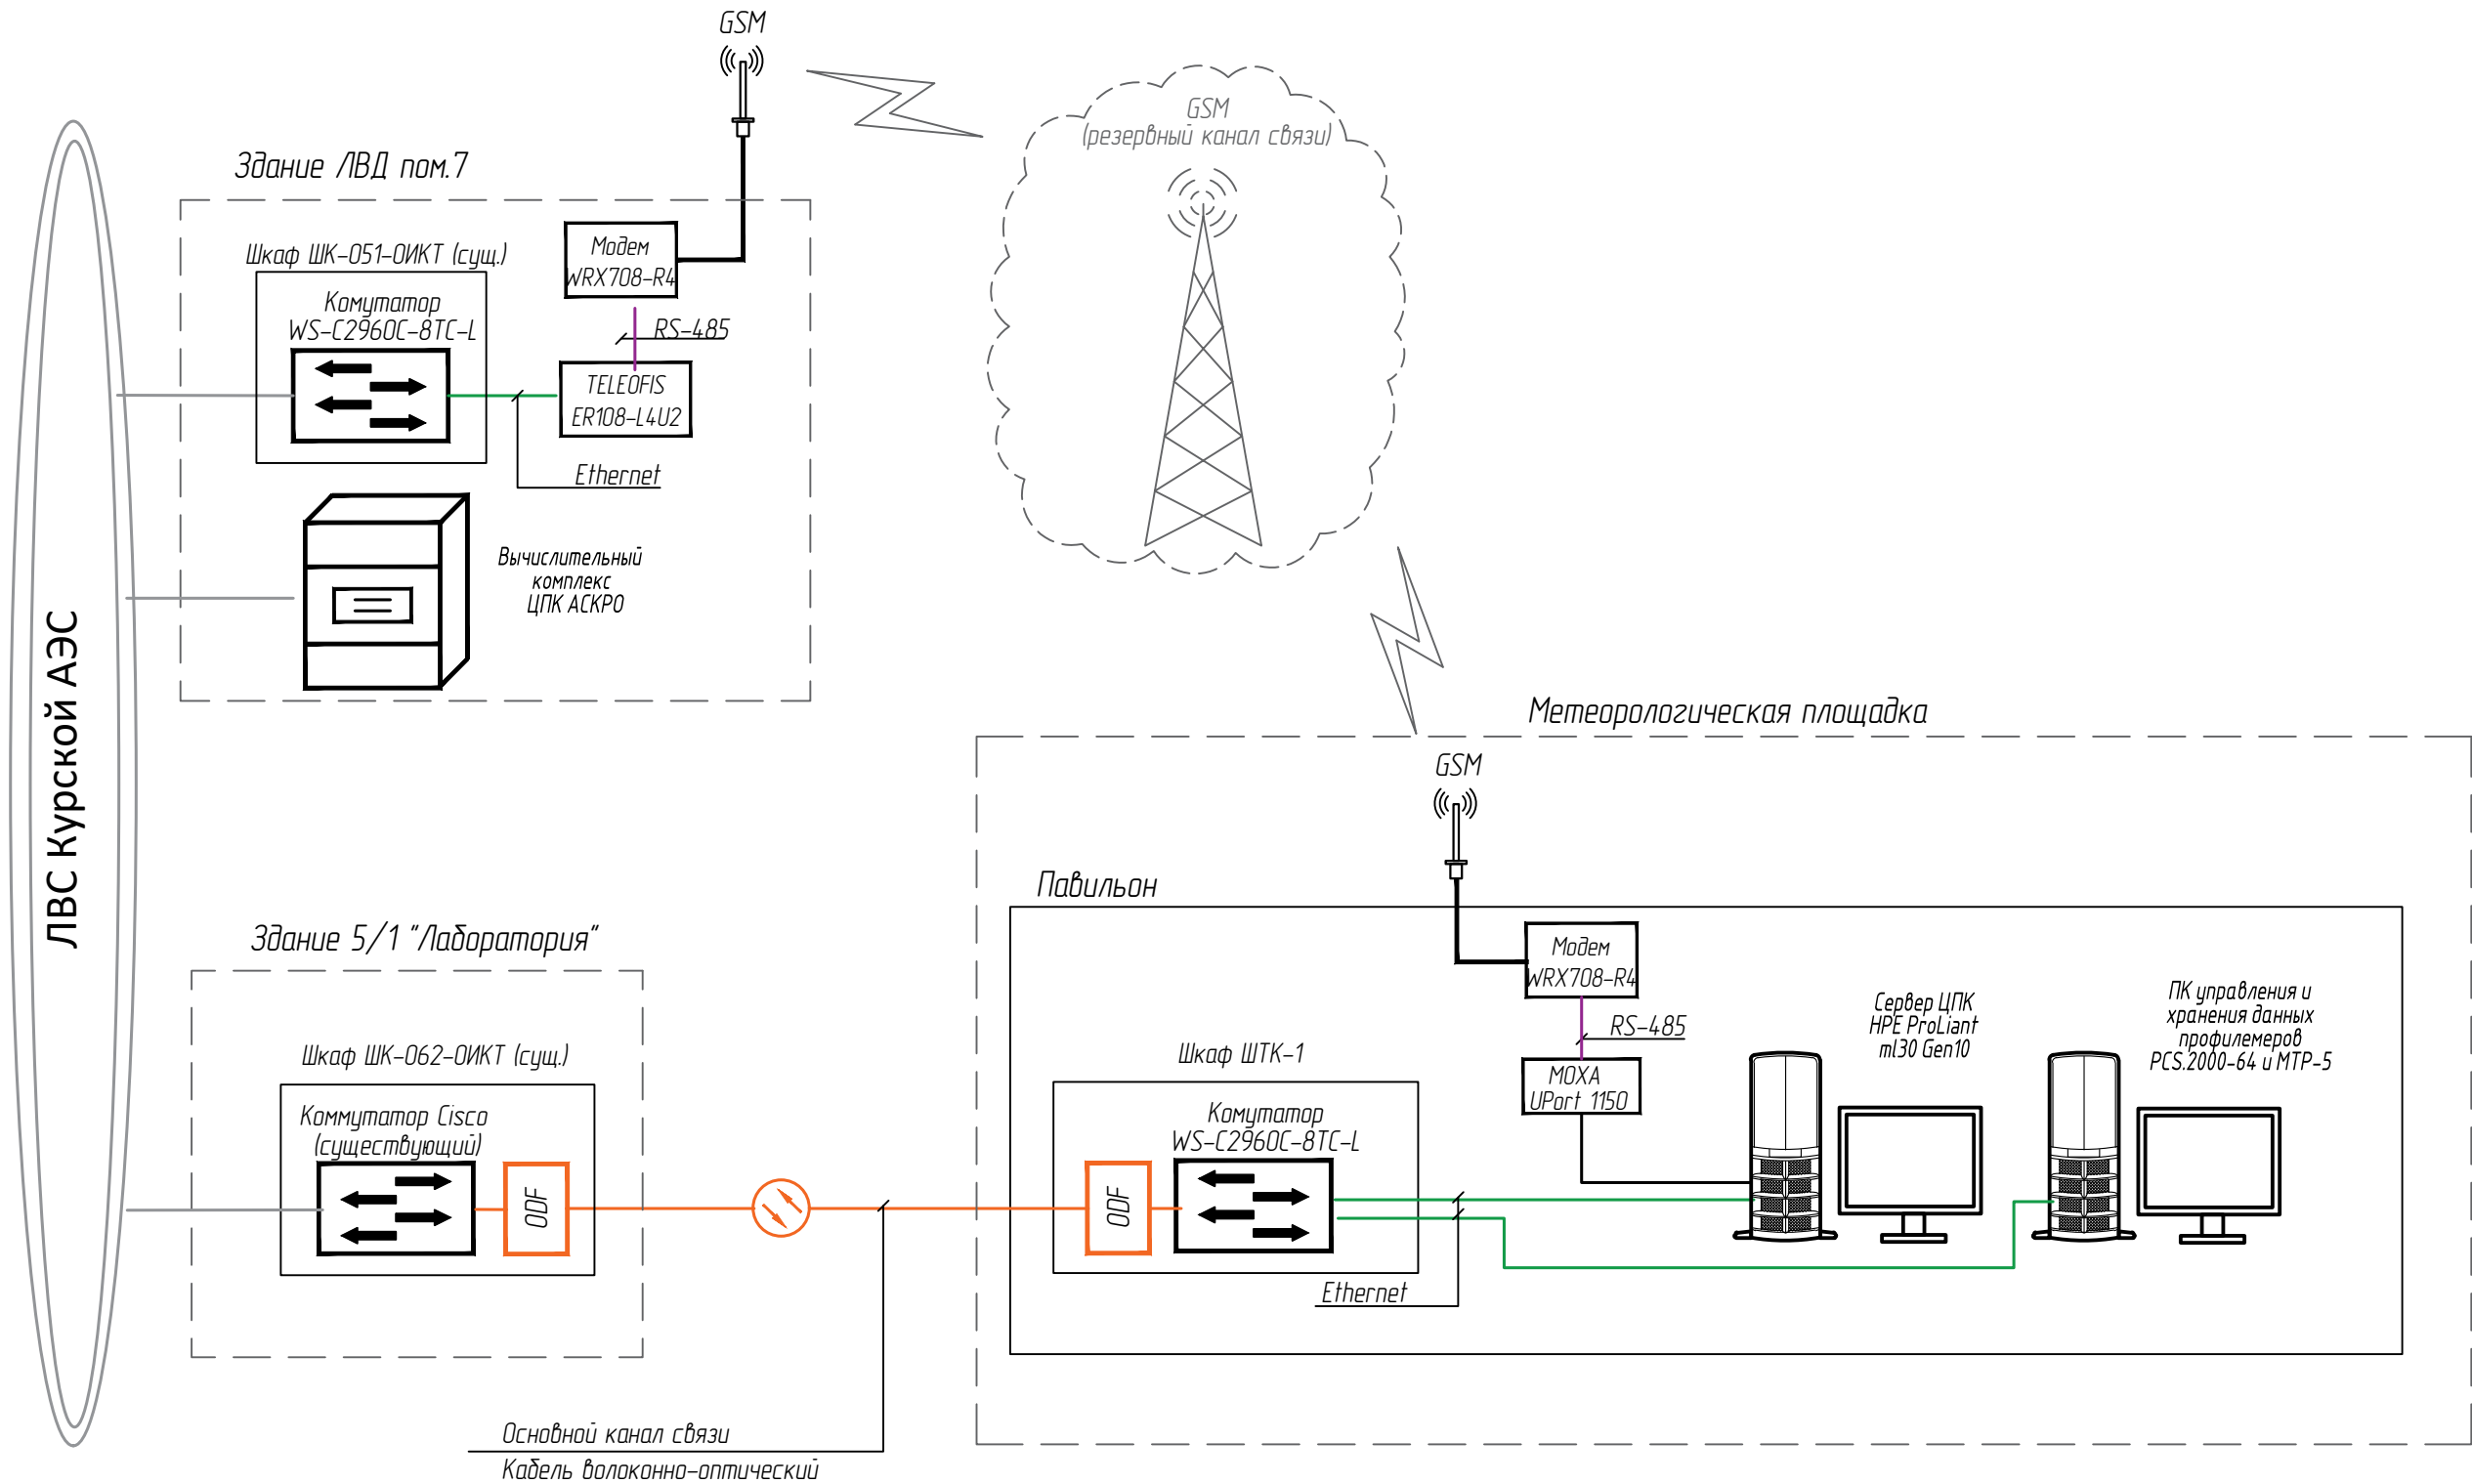 GSM
GSM
(резервный канал связи)
Здание ЛВД пом.7
Шкаф ШК-051-ОИКТ (сущ.)
Комутатор
WS-C2960C-8TC-L
Модем
WRX708-R4
RS-485
TELEOFIS
ER108-L4U2
Ethernet
Вычислительный
комплекс
ЦПК АСКРО
ЛВС Курской АЭС
Метеорологическая площадка
GSM
Павильон
Модем
WRX708-R4
RS-485
MOXA
UPort 1150
Сервер ЦПК
HPE ProLiant
ml30 Gen10
ПК управления и
хранения данных
профилемеров
PCS.2000-64 и МТР-5
Здание 5/1 "Лаборатория"
Шкаф ШК-062-ОИКТ (сущ.)
Коммутатор Cisco
(существующий)
ODF
Шкаф ШТК-1
Комутатор
WS-C2960C-8TC-L
ODF
Ethernet
Основной канал связи
Кабель волоконно-оптический